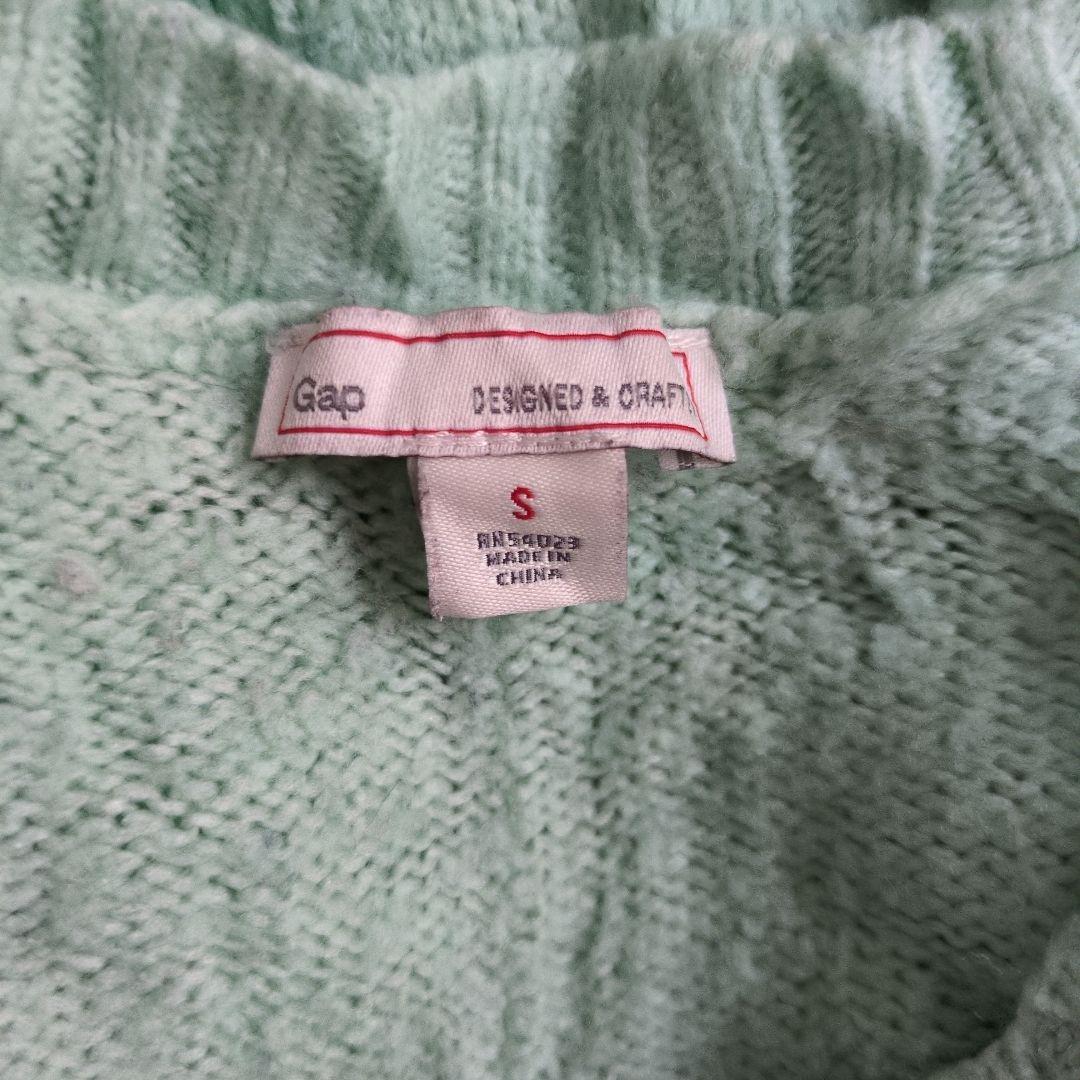 Gap DESIGNED & CRAFT
S
RN54023
MADE IN
CHINA